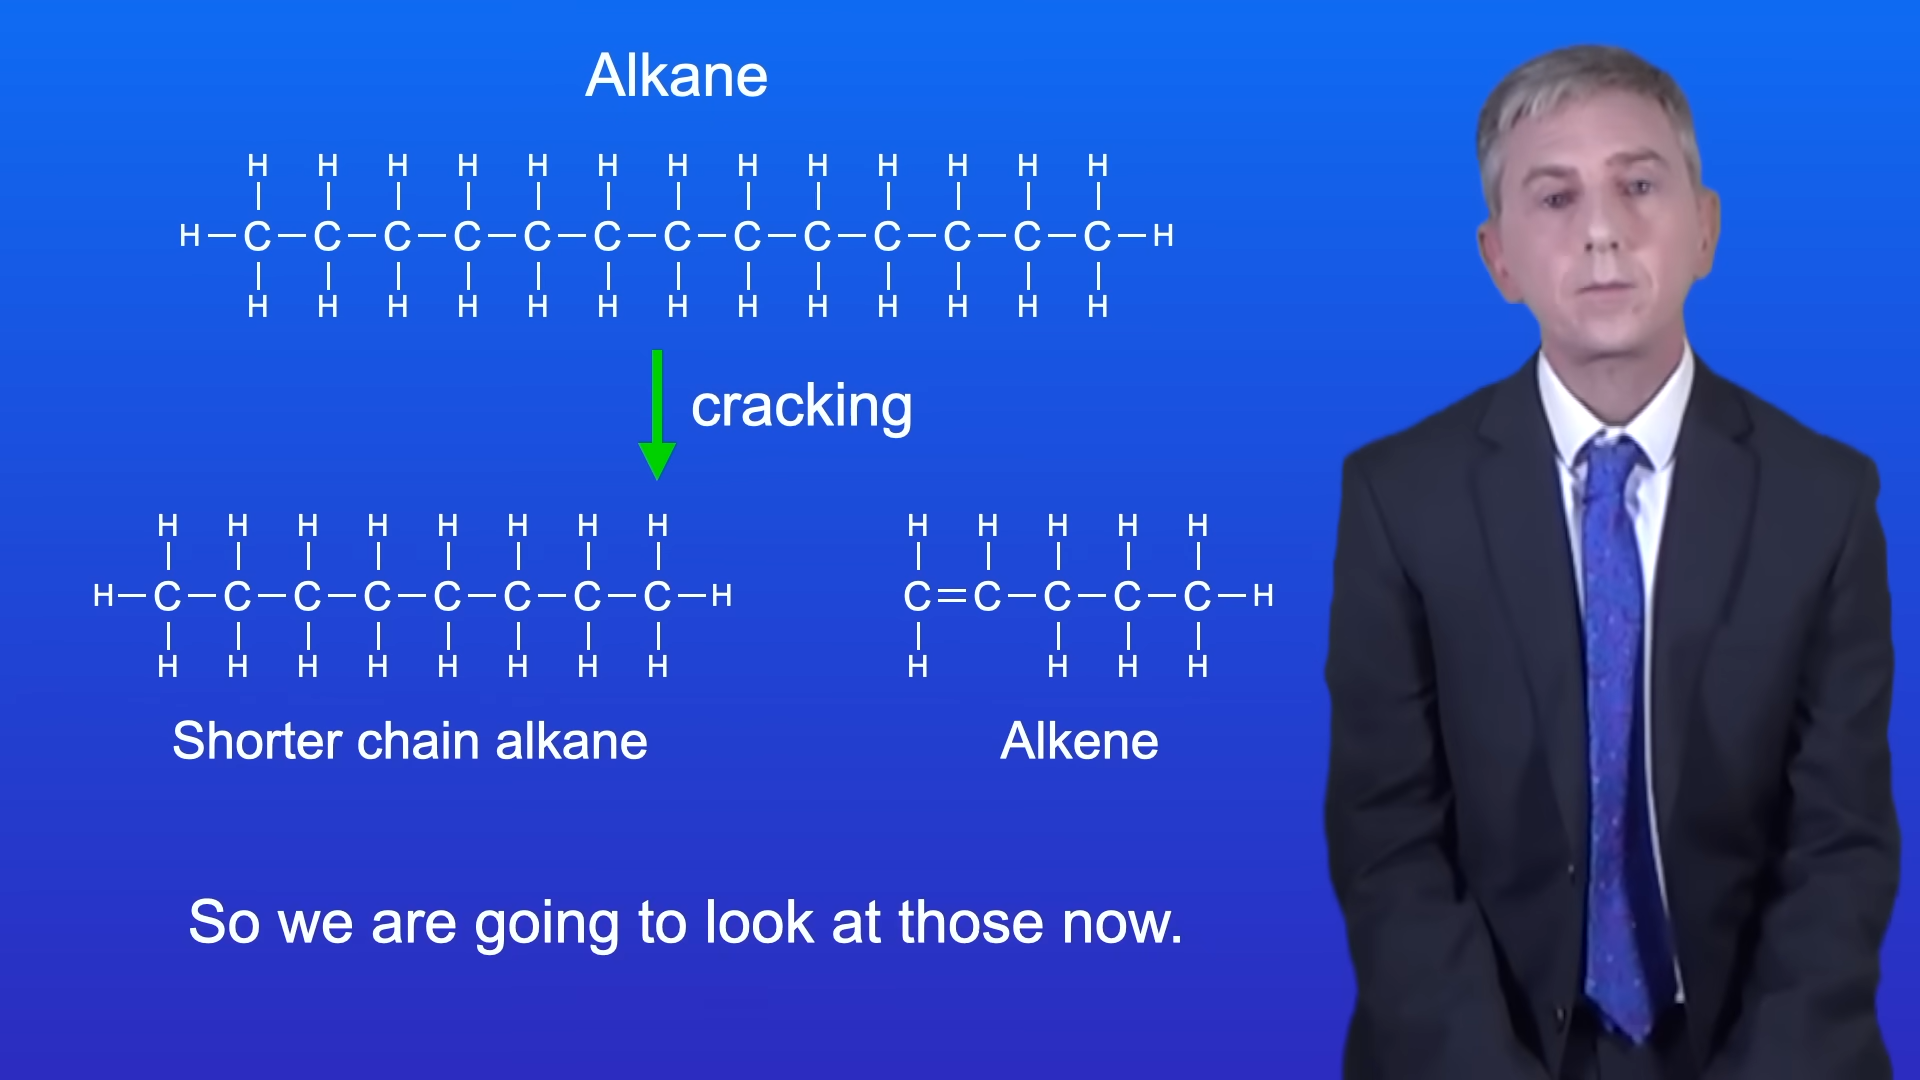 Alkane
H H H H H H H H H H H H H
H—C—C—C—C—C—C—C—C—C—C—C—C—C—H
H H H H H H H H H H H H H
cracking
H H H H H H H H
H—C—C—C—C—C—C—C—C—H
H H H H H H H H
H H H H H
C=C—C—C—C—H
H H H H
Shorter chain alkane
Alkene
So we are going to look at those now.